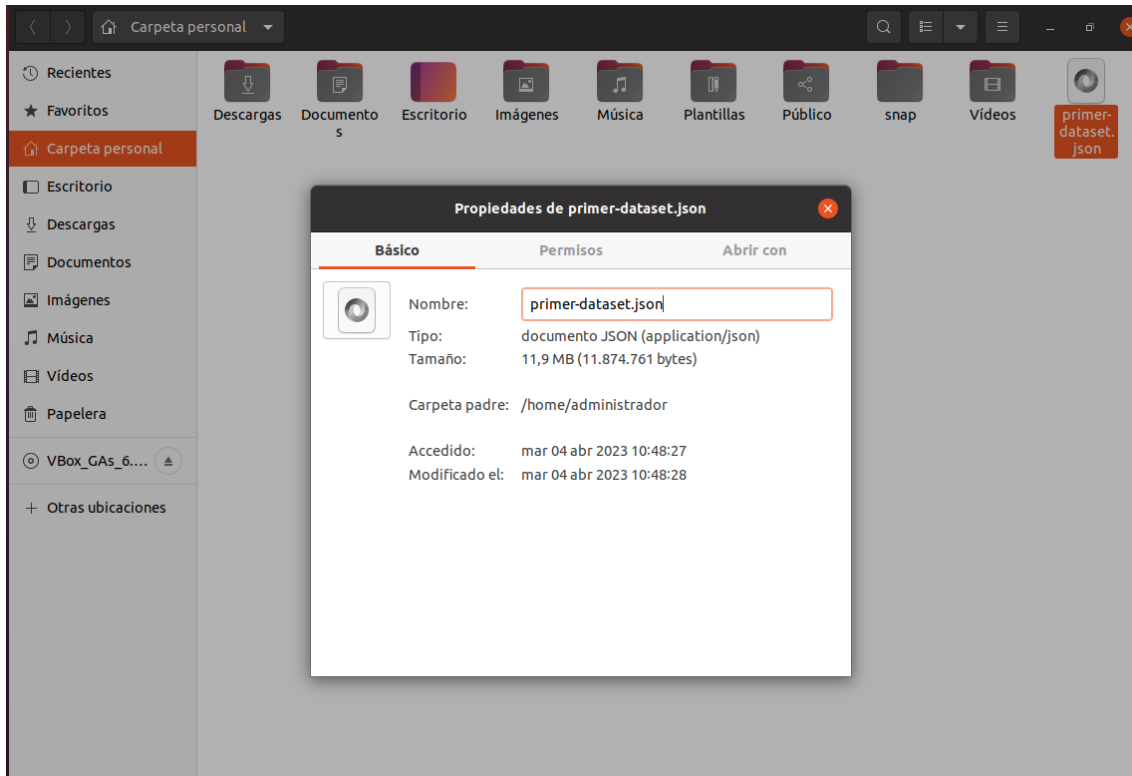 Carpeta personal
Recientes
Favoritos
Carpeta personal
Escritorio
Descargas
Documentos
Imágenes
Música
Vídeos
Papelera
VBox_GAs_6....
Otras ubicaciones
Descargas
Documento
s
Escritorio
Imágenes
Música
Plantillas
Público
snap
Vídeos
primer-
dataset.
json
Propiedades de primer-dataset.json
Básico Permisos Abrir con
Nombre: primer-dataset.json
Tipo: documento JSON (application/json)
Tamaño: 11,9 MB (11.874.761 bytes)
Carpeta padre: /home/administrador
Accedido: mar 04 abr 2023 10:48:27
Modificado el: mar 04 abr 2023 10:48:28